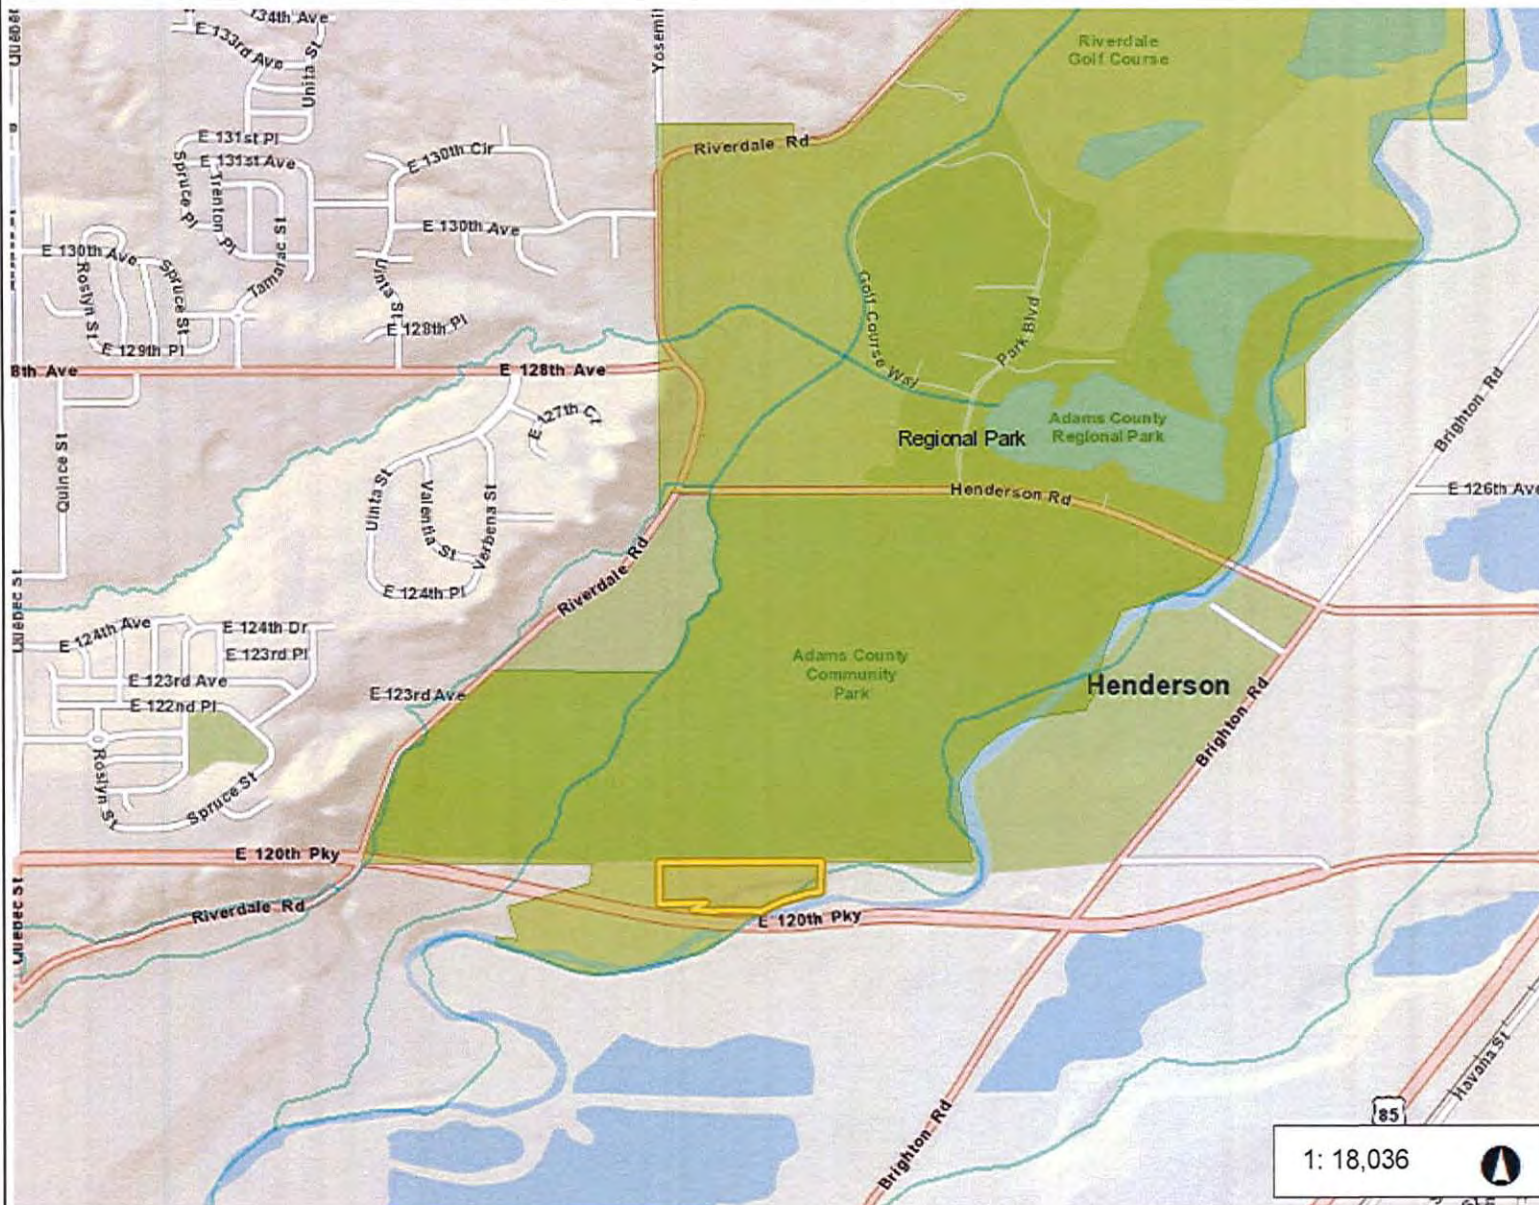 134th Ave
E 133rd Ave
Unita St
Quebec
Yosemi
Riverdale
Golf Course
E 131st Pl
E 131st Ave
E 130th Cir
Riverdale Rd
Spruce Pl
Trenton Pl
Tamarac St
E 130th Ave
E 130th Ave
Roslyn St
Spruce St
Uinta St
E 128th Pl
E 129th Pl
Golf Course Way
Park Blvd
8th Ave
E 128th Ave
E 127th Ct
Brighton Rd
Quince St
Regional Park
Adams County
Regional Park
Uinta St
Valentia St
Verbena St
Henderson Rd
E 126th Ave
E 124th Pl
Riverdale Rd
Quebec St
E 124th Ave
E 124th Dr
E 123rd Pl
E 123rd Ave
E 122nd Pl
E 123rd Ave
Adams County
Community
Park
Henderson
Brighton Rd
Roslyn St
Spruce St
E 120th Pky
Riverdale Rd
Quebec St
E 120th Pky
Brighton Rd
85
Havana St
1: 18,036